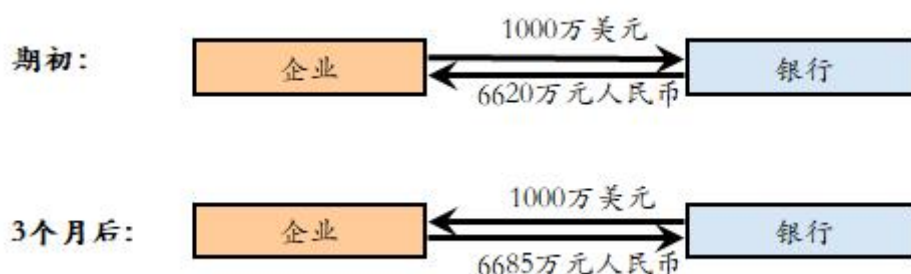 1000万美元
期初：
企业
银行
6620万元人民币
1000万美元
3个月后：
企业
银行
6685万元人民币